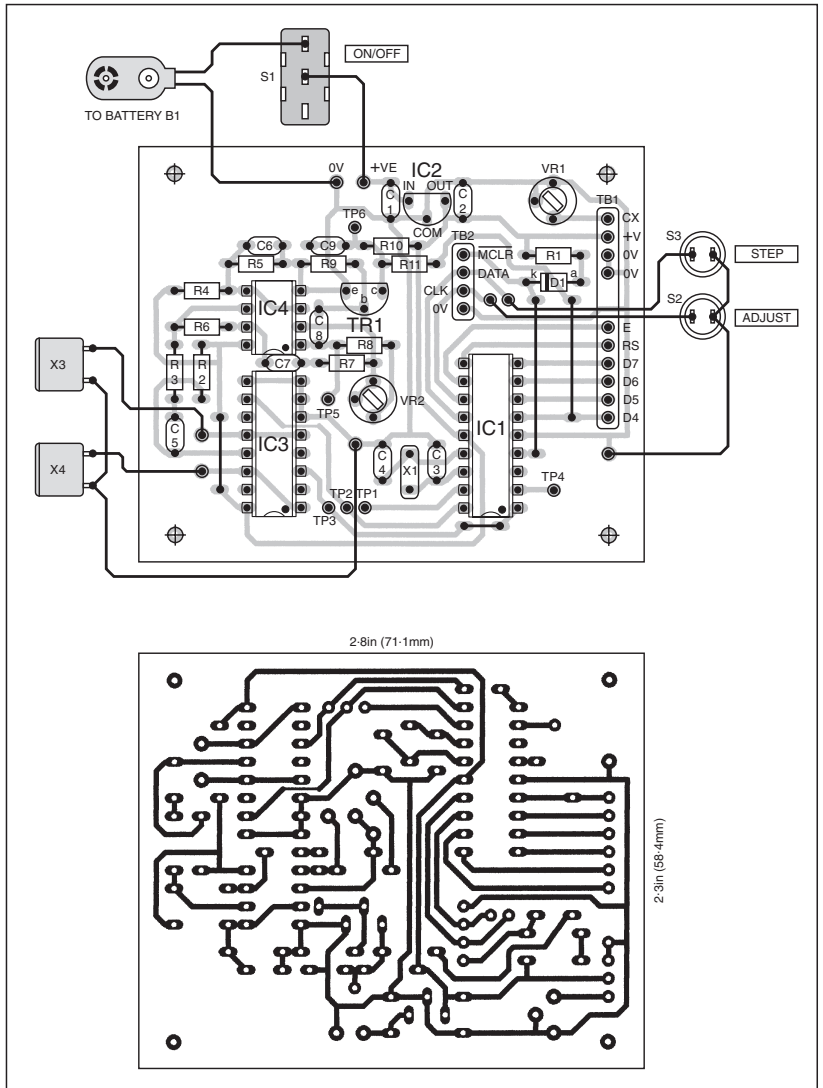 ON/OFF
S1
TO BATTERY B1
0V
+VE
IC2
IN OUT
COM
C1
C2
VR1
TB1
CX
+V
0V
0V
E
RS
D7
D6
D5
D4
TP6
C6
C9
R10
R5
R9
R11
TB2
MCLR
DATA
CLK
0V
R1
k
a
D1
S3
STEP
S2
ADJUST
R4
IC4
e
c
b
TR1
C8
R6
R8
C7
R7
X3
R3
R2
VR2
TP5
C5
IC3
IC1
X4
C4
X1
C3
TP4
TP2
TP1
TP3
2·8in (71·1mm)
2·3in (58·4mm)